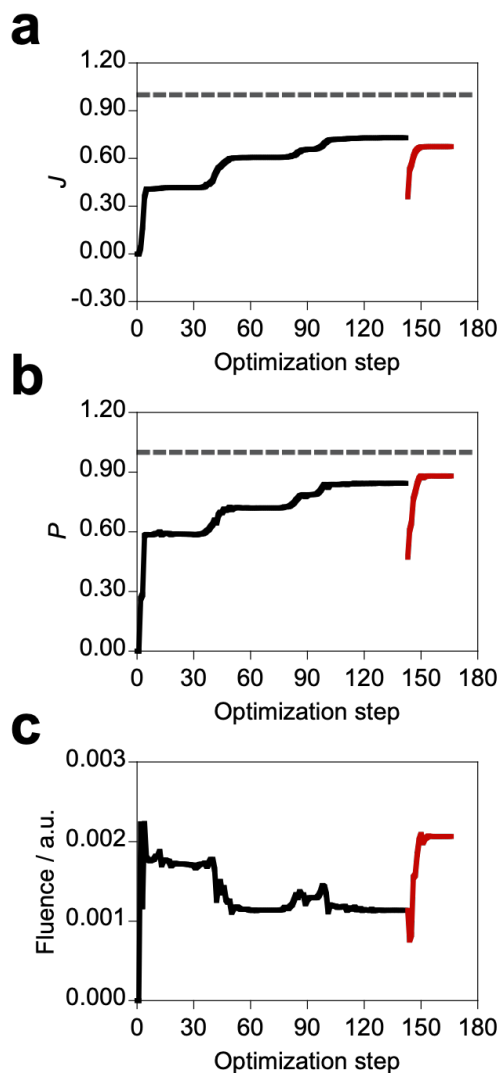 a
1.20
0.90
0.60
0.30
0.00
-0.30
J
0 30 60 90 120 150 180
Optimization step
b
1.20
0.90
0.60
0.30
0.00
P
0 30 60 90 120 150 180
Optimization step
c
0.003
0.002
0.001
0.000
Fluence / a.u.
0 30 60 90 120 150 180
Optimization step